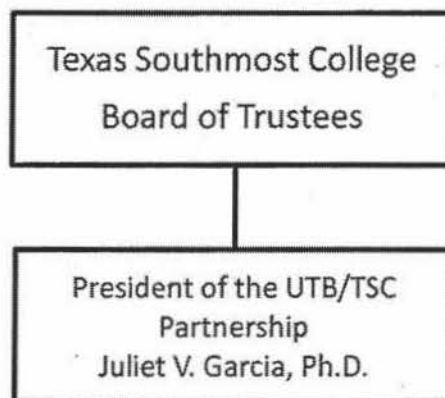 Texas Southmost College
Board of Trustees
President of the UTB/TSC
Partnership
Juliet V. Garcia, Ph.D.